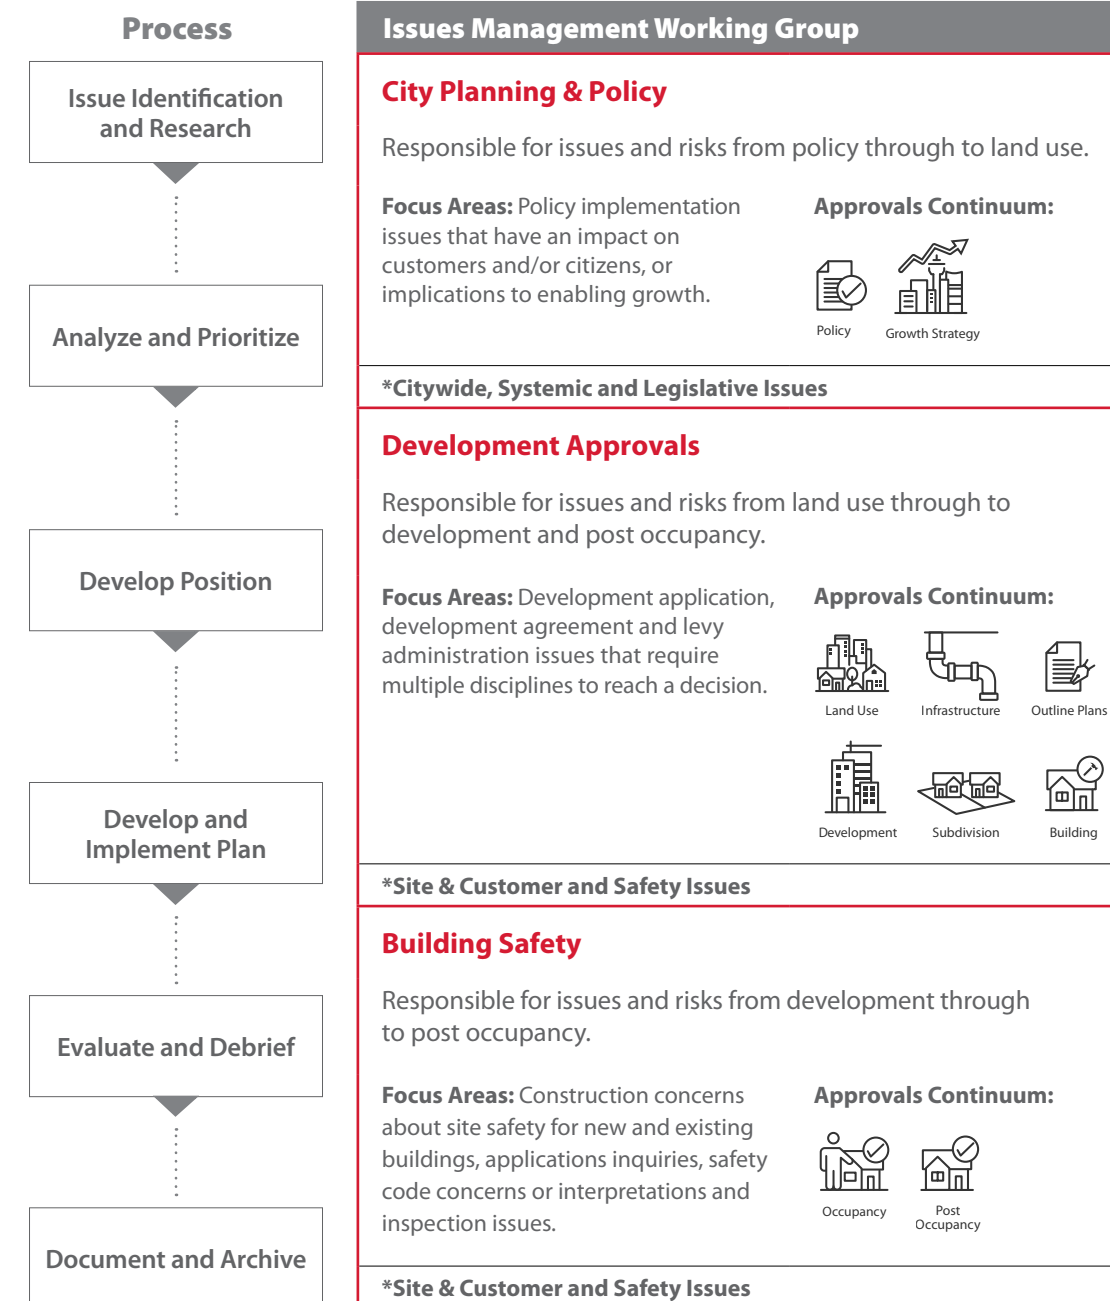 Process
Issue Identification
and Research
Analyze and Prioritize
Develop Position
Develop and
Implement Plan
Evaluate and Debrief
Document and Archive
Issues Management Working Group
City Planning & Policy
Responsible for issues and risks from policy through to land use.
Focus Areas: Policy implementation
issues that have an impact on
customers and/or citizens, or
implications to enabling growth.
Approvals Continuum:
Policy
Growth Strategy
*Citywide, Systemic and Legislative Issues
Development Approvals
Responsible for issues and risks from land use through to
development and post occupancy.
Focus Areas: Development application,
development agreement and levy
administration issues that require
multiple disciplines to reach a decision.
Approvals Continuum:
Land Use
Infrastructure
Outline Plans
Development
Subdivision
Building
*Site & Customer and Safety Issues
Building Safety
Responsible for issues and risks from development through
to post occupancy.
Focus Areas: Construction concerns
about site safety for new and existing
buildings, applications inquiries, safety
code concerns or interpretations and
inspection issues.
Approvals Continuum:
Occupancy
Post
Occupancy
*Site & Customer and Safety Issues